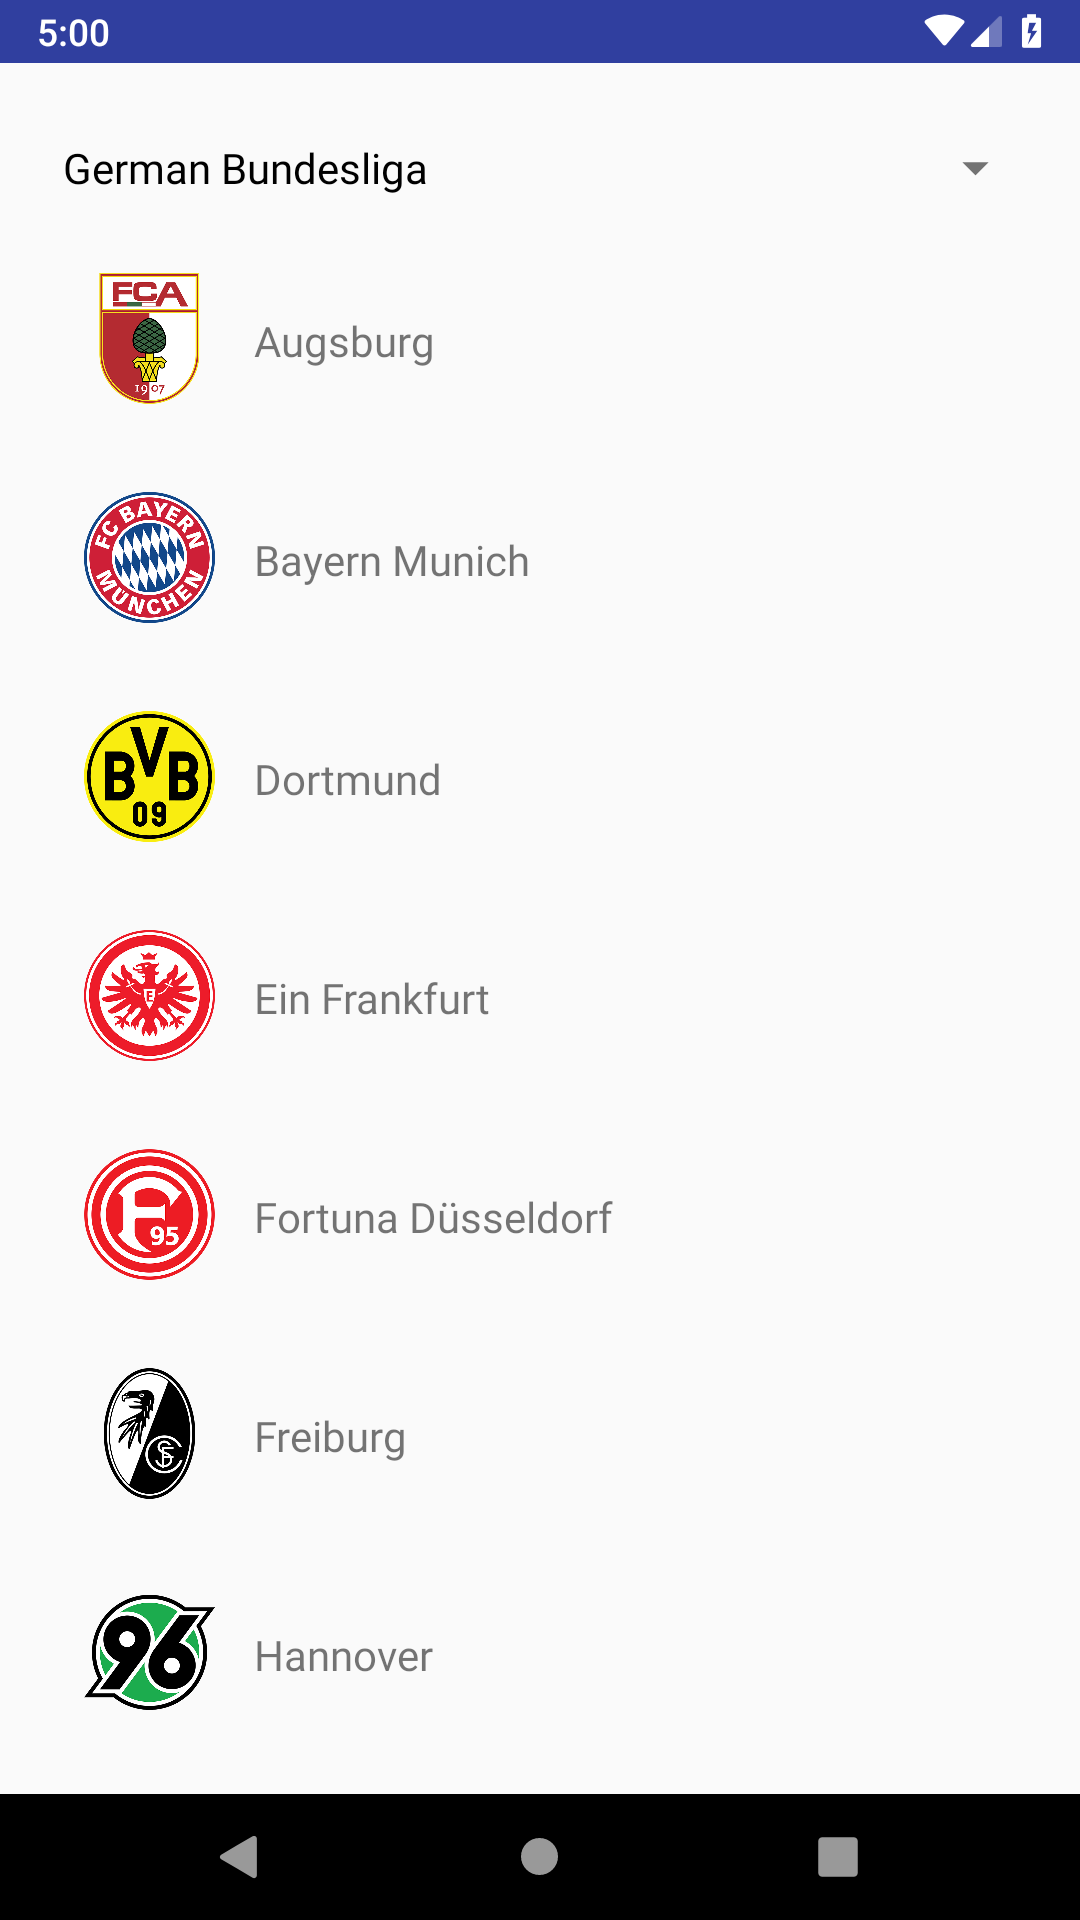 5:00
German Bundesliga
FCA
1907
Augsburg
FC BAYERN
MÜNCHEN
Bayern Munich
BVB
09
Dortmund
E
Ein Frankfurt
F
95
Fortuna Düsseldorf
SC
Freiburg
96
Hannover